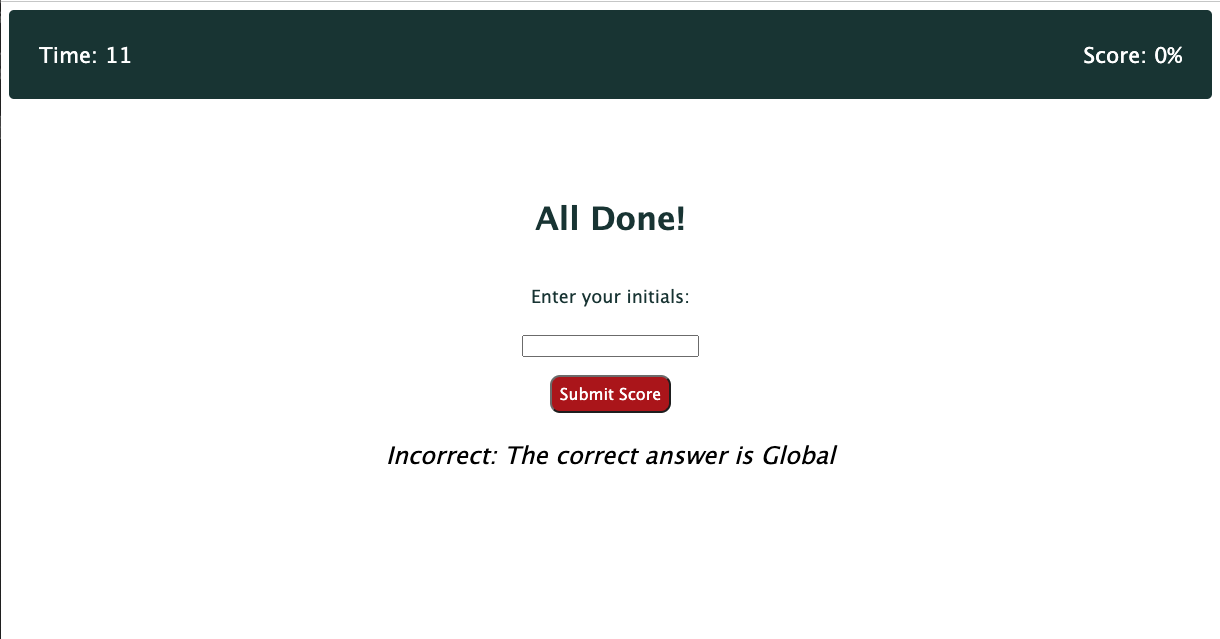 Time: 11
Score: 0%
All Done!
Enter your initials:
Submit Score
Incorrect: The correct answer is Global